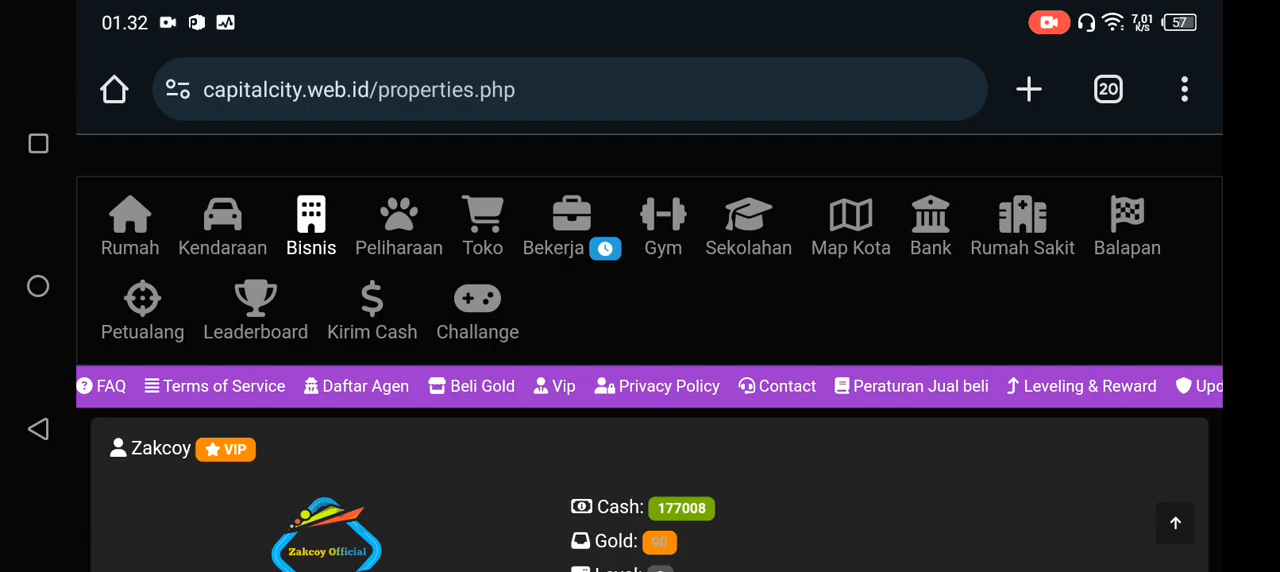 01.32 7,01 K/S 57
capitalcity.web.id/properties.php 20
Rumah Kendaraan Bisnis Peliharaan Toko Bekerja Gym Sekolahan Map Kota Bank Rumah Sakit Balapan
Petualang Leaderboard Kirim Cash Challange
FAQ Terms of Service Daftar Agen Beli Gold Vip Privacy Policy Contact Peraturan Jual beli Leveling & Reward
Zakcoy VIP
Cash: 177008
Gold: 90
Zakcoy Official